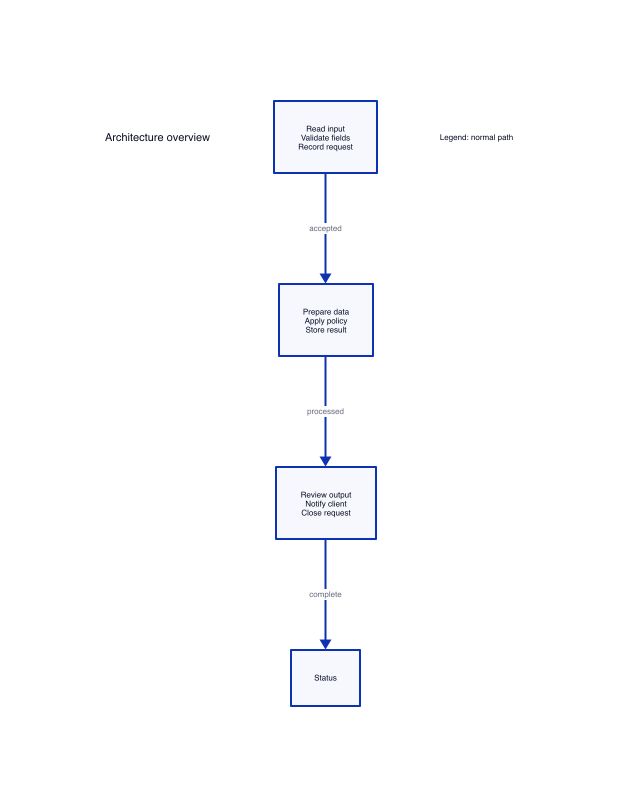 Architecture overview
Read input
Validate fields
Record request
Legend: normal path
accepted
Prepare data
Apply policy
Store result
processed
Review output
Notify client
Close request
complete
Status